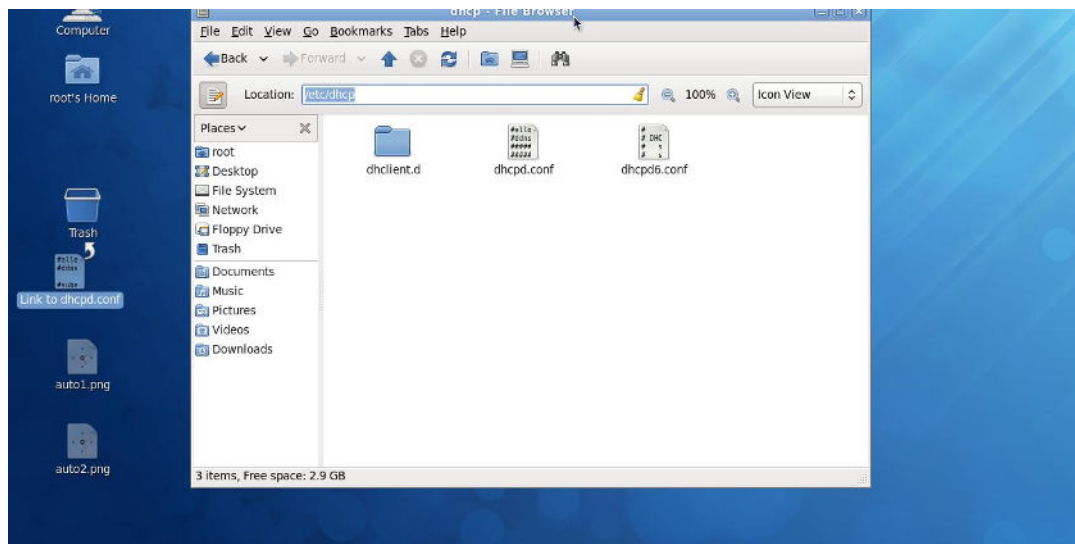 Computer
root's Home
Trash
Link to dhcpd.conf
auto1.png
auto2.png
dhcp - File Browser
File Edit View Go Bookmarks Tabs Help
Back Forward
Location: /etc/dhcp 100% Icon View
Places
root
Desktop
File System
Network
Floppy Drive
Trash
Documents
Music
Pictures
Videos
Downloads
dhclient.d
dhcpd.conf
dhcpd6.conf
3 items, Free space: 2.9 GB